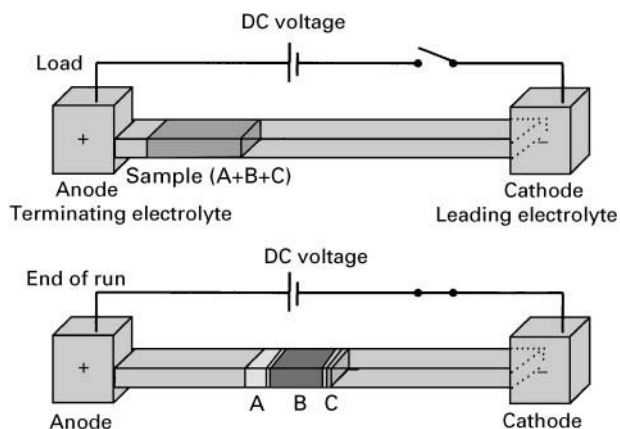 DC voltage
Load
+
−
Sample (A+B+C)
Anode
Cathode
Terminating electrolyte
Leading electrolyte
DC voltage
End of run
+
−
A B C
Anode
Cathode